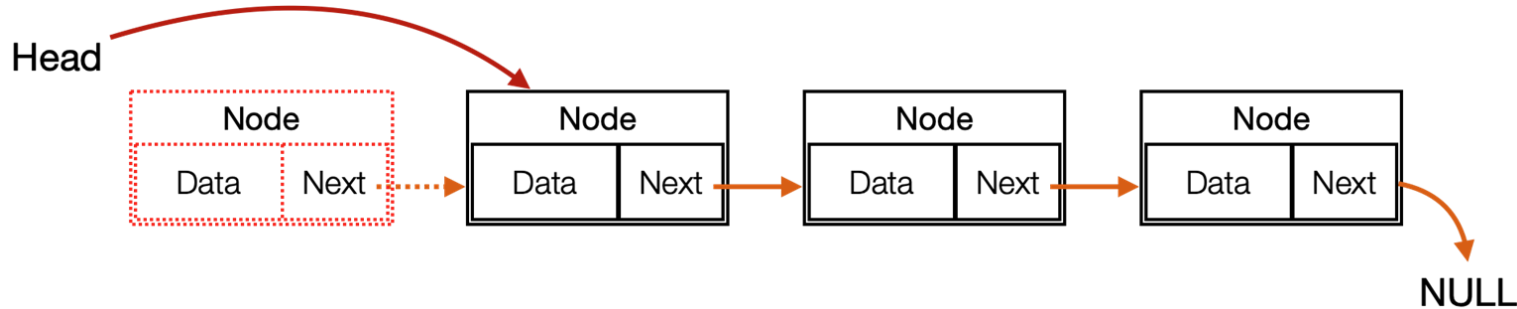 Head
Node Node Node Node
Data Next Data Next Data Next Data Next
NULL